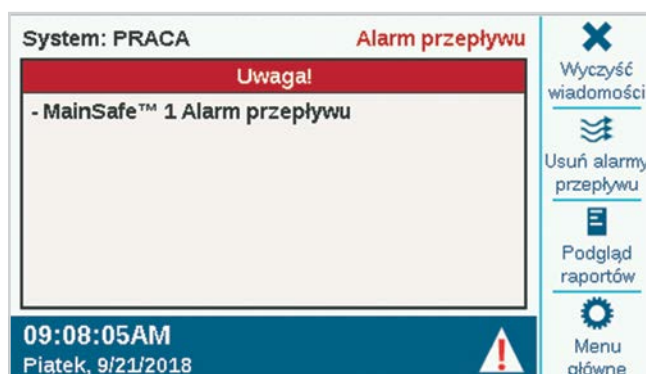 System: PRACA
Alarm przepływu
Uwaga!
- MainSafe™ 1 Alarm przepływu
Wyczyść
wiadomości
Usuń alarmy
przepływu
Podgląd
raportów
Menu
główne
09:08:05AM
Piatek, 9/21/2018